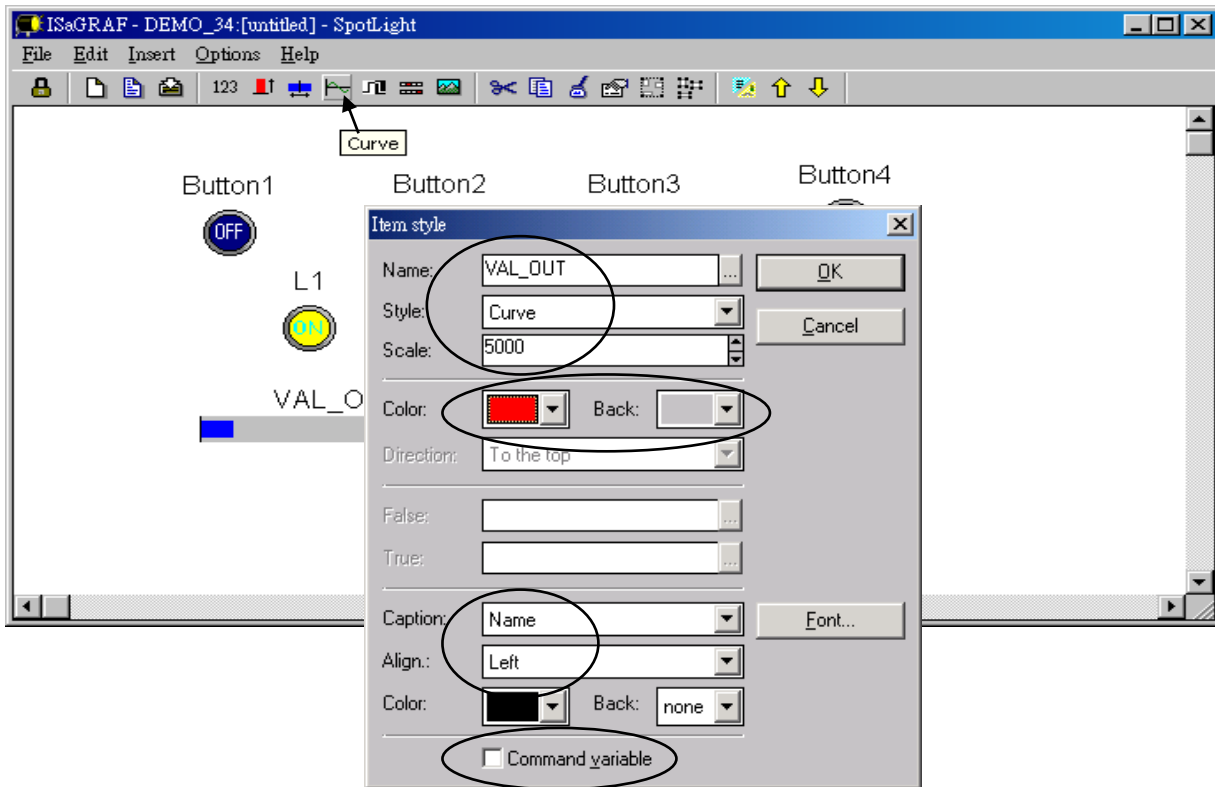 ISaGRAF - DEMO_34:[untitled] - SpotLight
File Edit Insert Options Help
123
Curve
Button1 Button2 Button3 Button4
OFF
L1
ON
VAL_O
Item style
Name: VAL_OUT ... OK
Style: Curve Cancel
Scale: 5000
Color: Back:
Direction: To the top
False: ...
True: ...
Caption: Name Font...
Align.: Left
Color: Back: none
Command variable